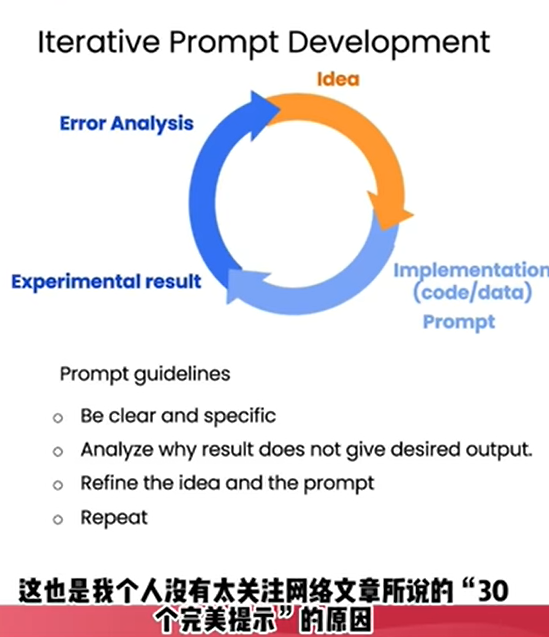 Iterative Prompt Development
Idea
Error Analysis
Experimental result
Implementation
(code/data)
Prompt
Prompt guidelines
Be clear and specific
Analyze why result does not give desired output.
Refine the idea and the prompt
Repeat
这也是我个人没有太关注网络文章所说的“30
个完美提示”的原因